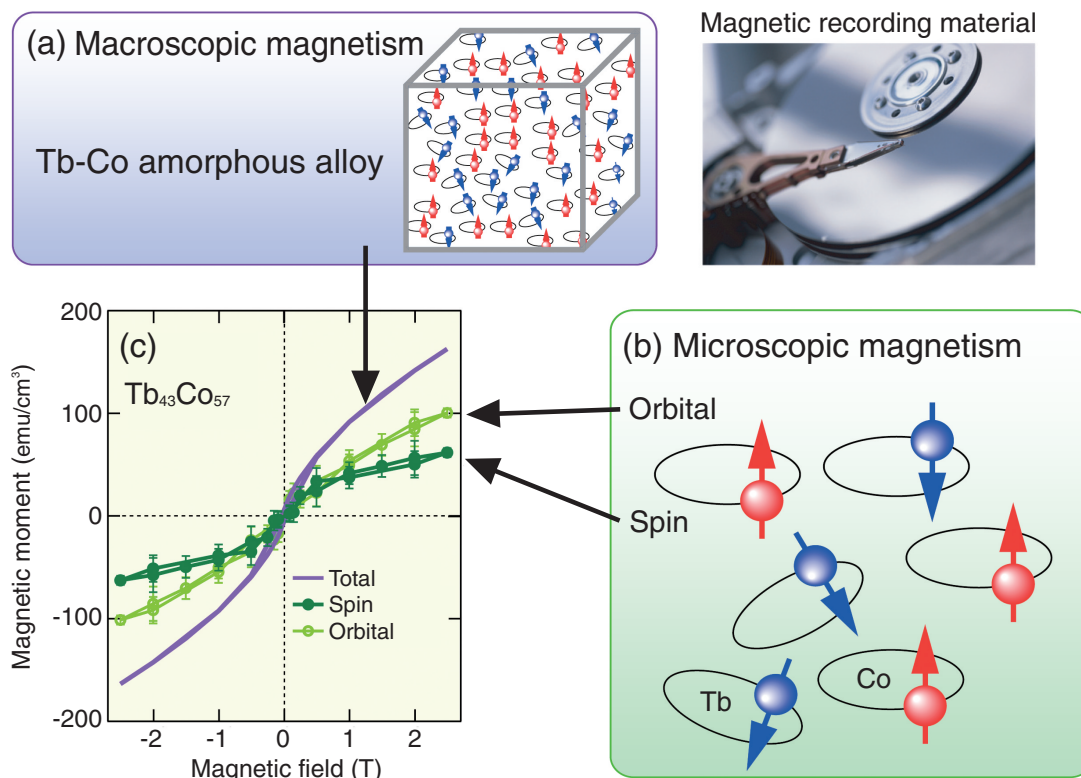 (a) Macroscopic magnetism
Tb-Co amorphous alloy
Magnetic recording material
(c)
Tb₄₃Co₅₇
Magnetic moment (emu/cm³)
200
100
0
-100
-200
Total
Spin
Orbital
-2
-1
0
1
2
Magnetic field (T)
(b) Microscopic magnetism
Orbital
Spin
Tb
Co